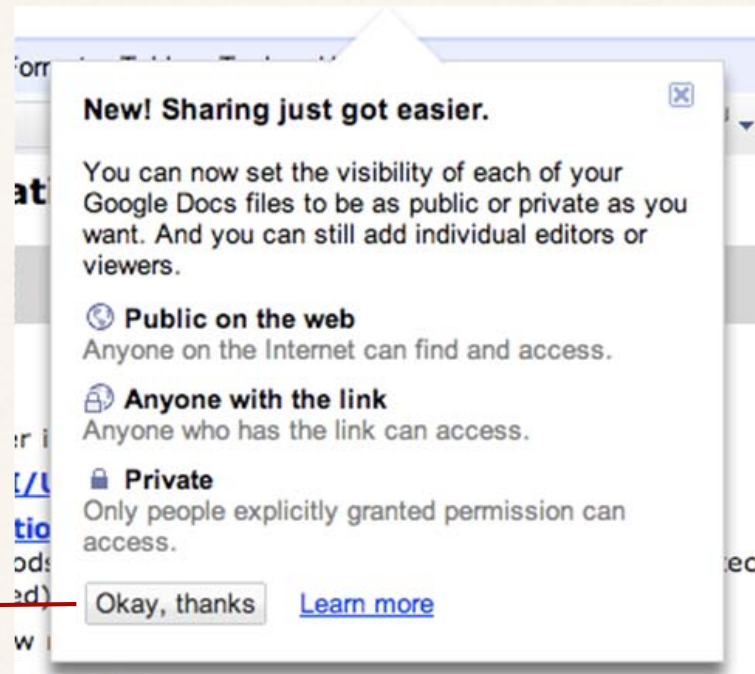 New! Sharing just got easier.
You can now set the visibility of each of your
Google Docs files to be as public or private as you
want. And you can still add individual editors or
viewers.
Public on the web
Anyone on the Internet can find and access.
Anyone with the link
Anyone who has the link can access.
Private
Only people explicitly granted permission can
access.
Okay, thanks Learn more